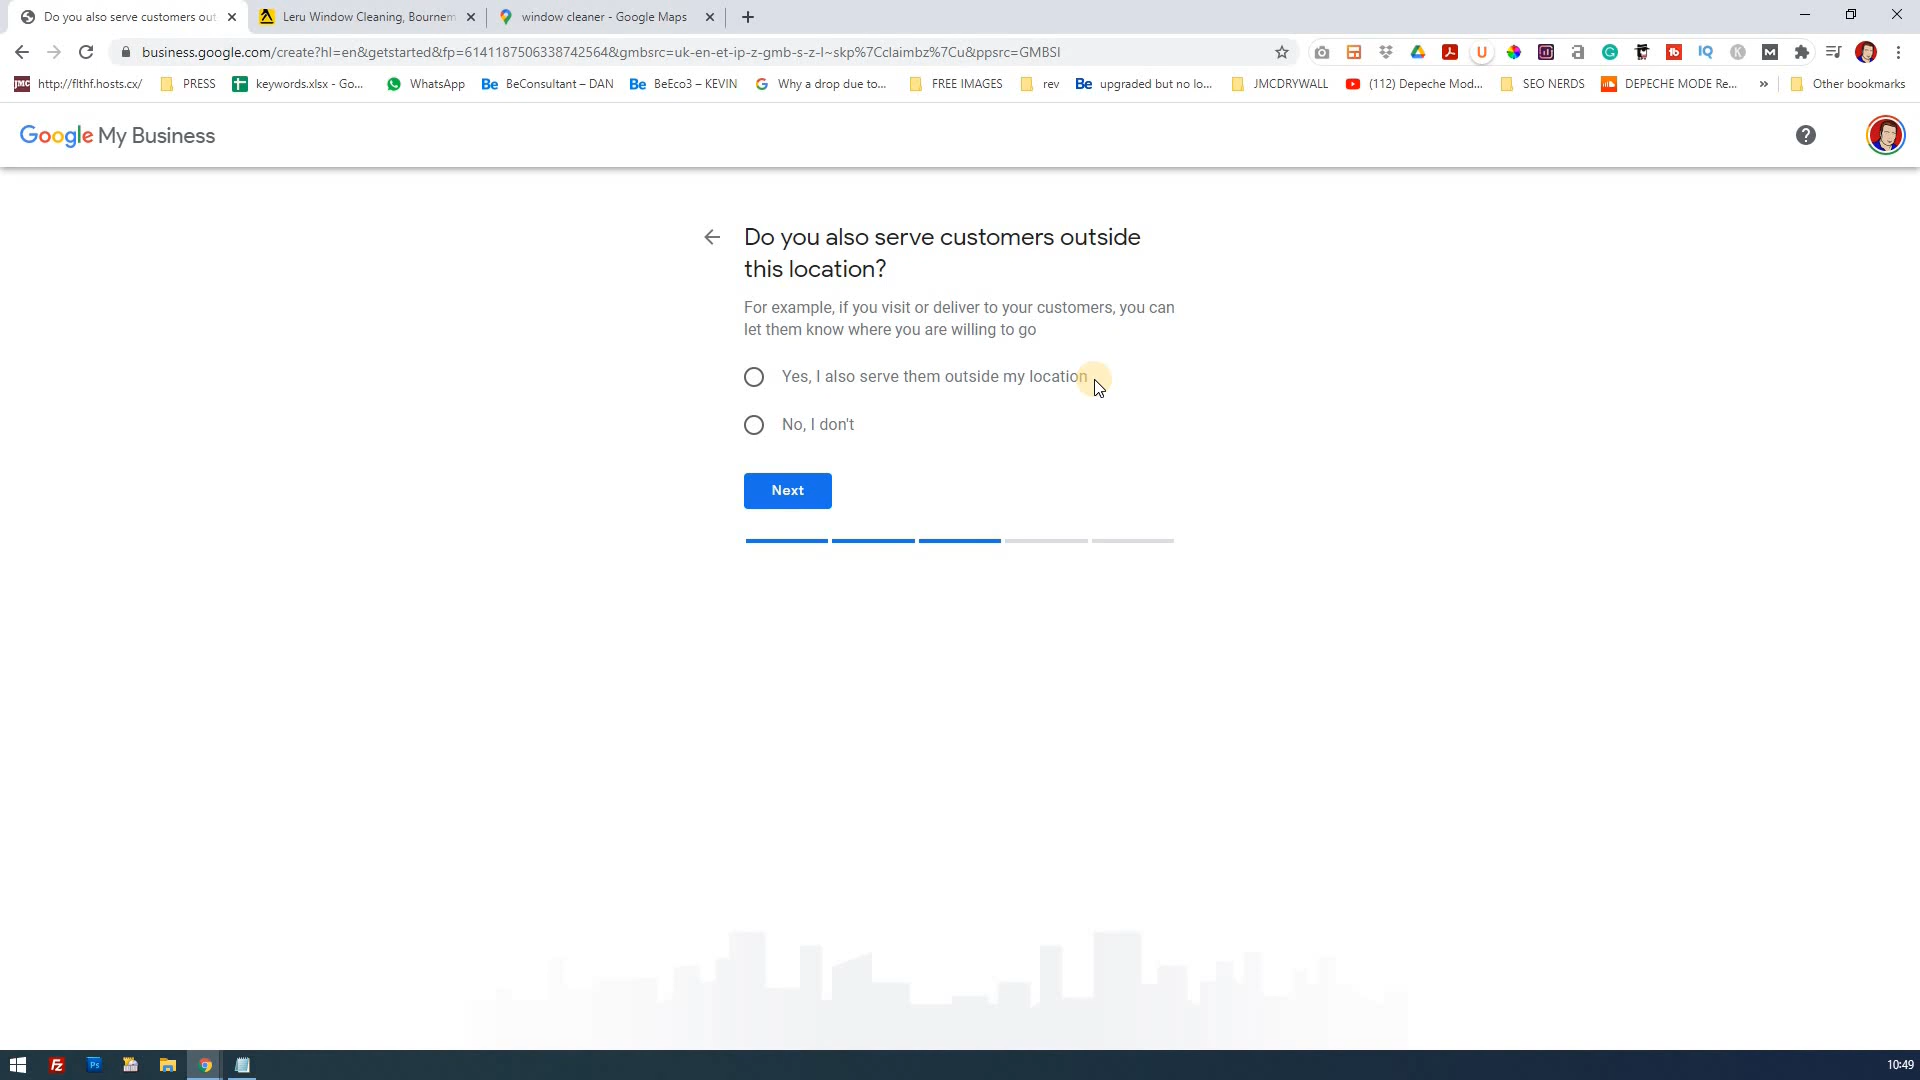 Do you also serve customers out
Leru Window Cleaning, Bournem
window cleaner - Google Maps
business.google.com/create?hl=en&getstarted&fp=6141187506338742564&gmbsrc=uk-en-et-ip-z-gmb-s-z-l~skp%7Cclaimbz%7Cu&ppsrc=GMBSI
JMC http://flthf.hosts.cx/ PRESS keywords.xlsx - Go... WhatsApp Be BeConsultant – DAN Be BeEco3 – KEVIN Why a drop due to... FREE IMAGES rev Be upgraded but no lo... JMCDRYWALL (112) Depeche Mod... SEO NERDS DEPECHE MODE Re... » Other bookmarks
Google My Business
Do you also serve customers outside
this location?
For example, if you visit or deliver to your customers, you can
let them know where you are willing to go
Yes, I also serve them outside my location
No, I don't
Next
10:49